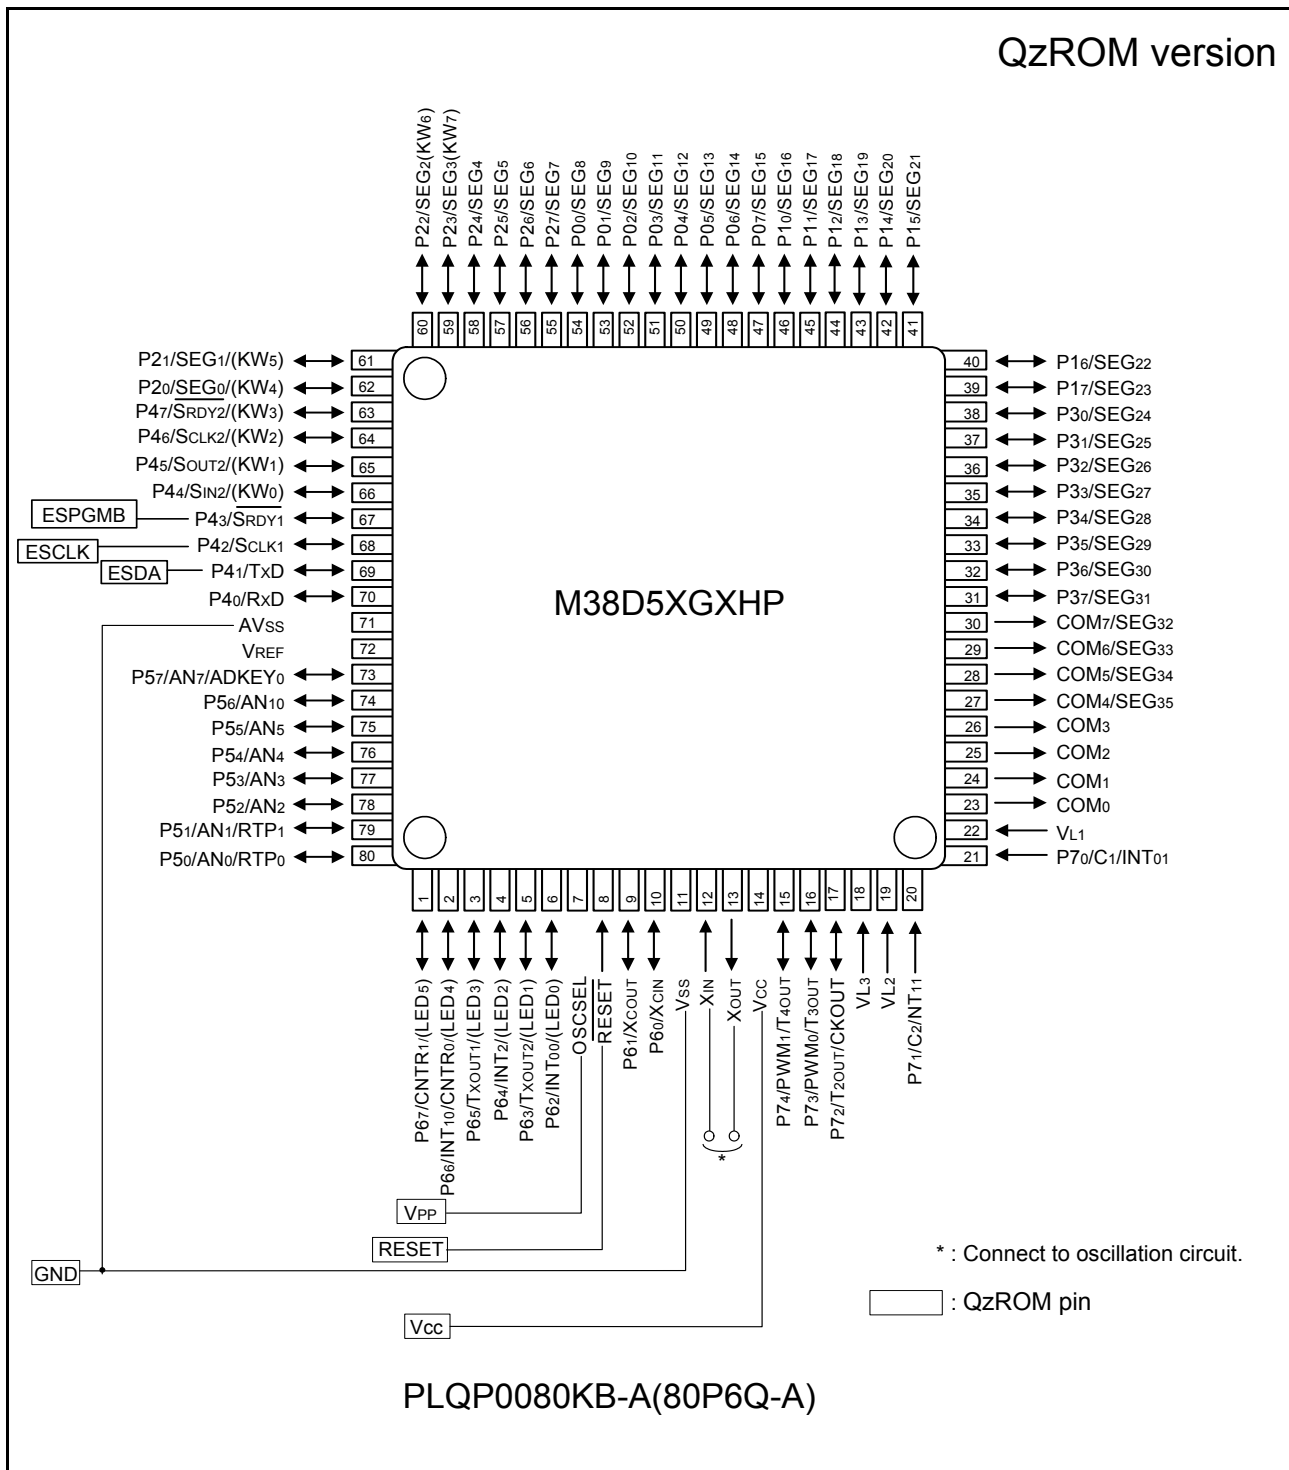 QzROM version
P22/SEG2(KW6)
P23/SEG3(KW7)
P24/SEG4
P25/SEG5
P26/SEG6
P27/SEG7
P00/SEG8
P01/SEG9
P02/SEG10
P03/SEG11
P04/SEG12
P05/SEG13
P06/SEG14
P07/SEG15
P10/SEG16
P11/SEG17
P12/SEG18
P13/SEG19
P14/SEG20
P15/SEG21
60 59 58 57 56 55 54 53 52 51 50 49 48 47 46 45 44 43 42 41
P21/SEG1/(KW5) 61
P20/SEG0/(KW4) 62
P47/SRDY2/(KW3) 63
P46/SCLK2/(KW2) 64
P45/SOUT2/(KW1) 65
P44/SIN2/(KW0) 66
ESPGMB P43/SRDY1 67
ESCLK P42/SCLK1 68
ESDA P41/TxD 69
P40/RxD 70
AVSS 71
VREF 72
P57/AN7/ADKEY0 73
P56/AN10 74
P55/AN5 75
P54/AN4 76
P53/AN3 77
P52/AN2 78
P51/AN1/RTP1 79
P50/AN0/RTP0 80
M38D5XGXHP
40 P16/SEG22
39 P17/SEG23
38 P30/SEG24
37 P31/SEG25
36 P32/SEG26
35 P33/SEG27
34 P34/SEG28
33 P35/SEG29
32 P36/SEG30
31 P37/SEG31
30 COM7/SEG32
29 COM6/SEG33
28 COM5/SEG34
27 COM4/SEG35
26 COM3
25 COM2
24 COM1
23 COM0
22 VL1
21 P70/C1/INT01
1 2 3 4 5 6 7 8 9 10 11 12 13 14 15 16 17 18 19 20
P67/CNTR1/(LED5)
P66/INT10/CNTR0/(LED4)
P65/TXOUT1/(LED3)
P64/INT2/(LED2)
P63/TXOUT2/(LED1)
P62/INT00/(LED0)
OSCSEL
RESET
P61/XCOUT
P60/XCIN
VSS
XIN
XOUT
VCC
P74/PWM1/T4OUT
P73/PWM0/T3OUT
P72/T2OUT/CKOUT
VL3
VL2
P71/C2/NT11
*
VPP
RESET
GND
Vcc
* : Connect to oscillation circuit.
: QzROM pin
PLQP0080KB-A(80P6Q-A)